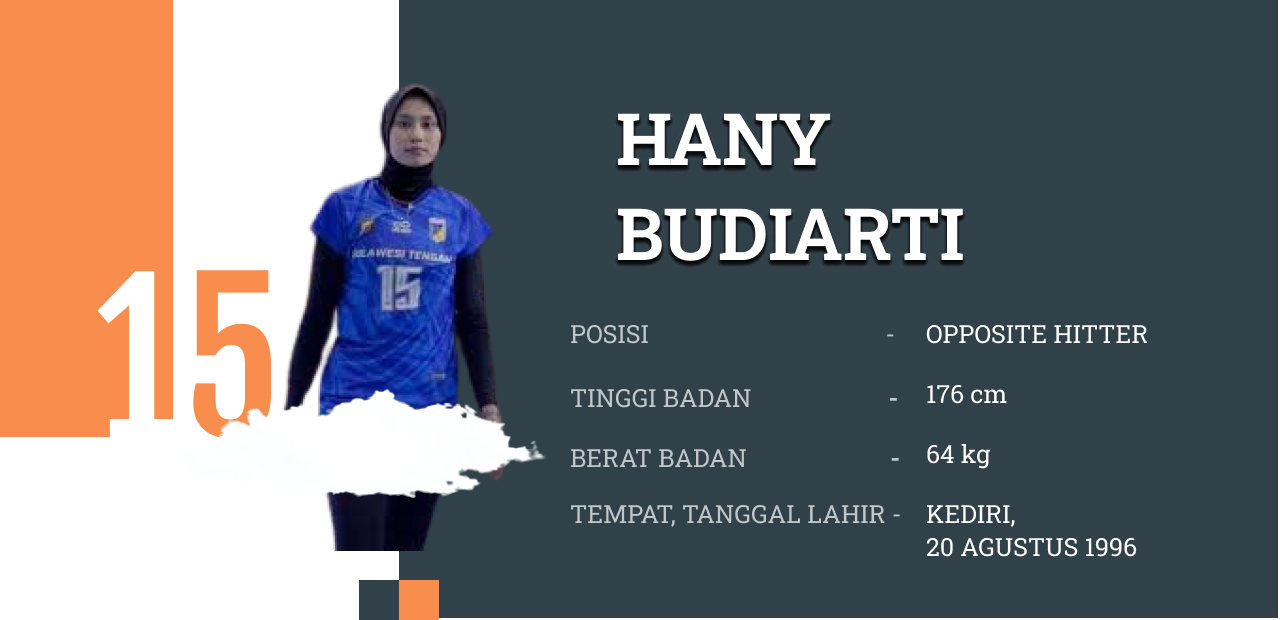 HANY
BUDIARTI
15
SULAWESI TENGAH
15
POSISI - OPPOSITE HITTER
TINGGI BADAN - 176 cm
BERAT BADAN - 64 kg
TEMPAT, TANGGAL LAHIR - KEDIRI,
20 AGUSTUS 1996